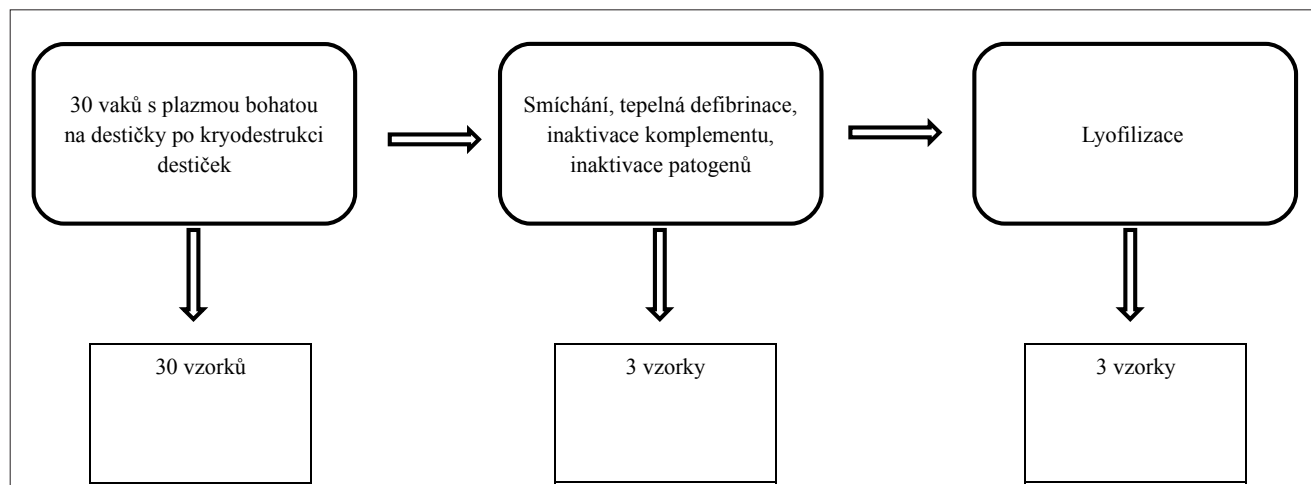 30 vaků s plazmou bohatou
na destičky po kryodestrukci
destiček
Smíchání, tepelná defibrinace,
inaktivace komplementu,
inaktivace patogenů
Lyofilizace
30 vzorků
3 vzorky
3 vzorky